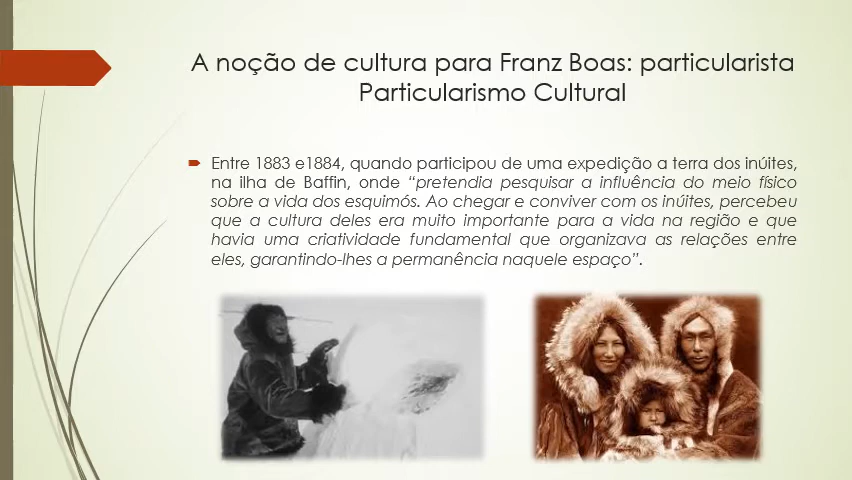 A noção de cultura para Franz Boas: particularista
Particularismo Cultural
Entre 1883 e1884, quando participou de uma expedição a terra dos inúites,
na ilha de Baffin, onde “pretendia pesquisar a influência do meio físico
sobre a vida dos esquimós. Ao chegar e conviver com os inúites, percebeu
que a cultura deles era muito importante para a vida na região e que
havia uma criatividade fundamental que organizava as relações entre
eles, garantindo-lhes a permanência naquele espaço”.